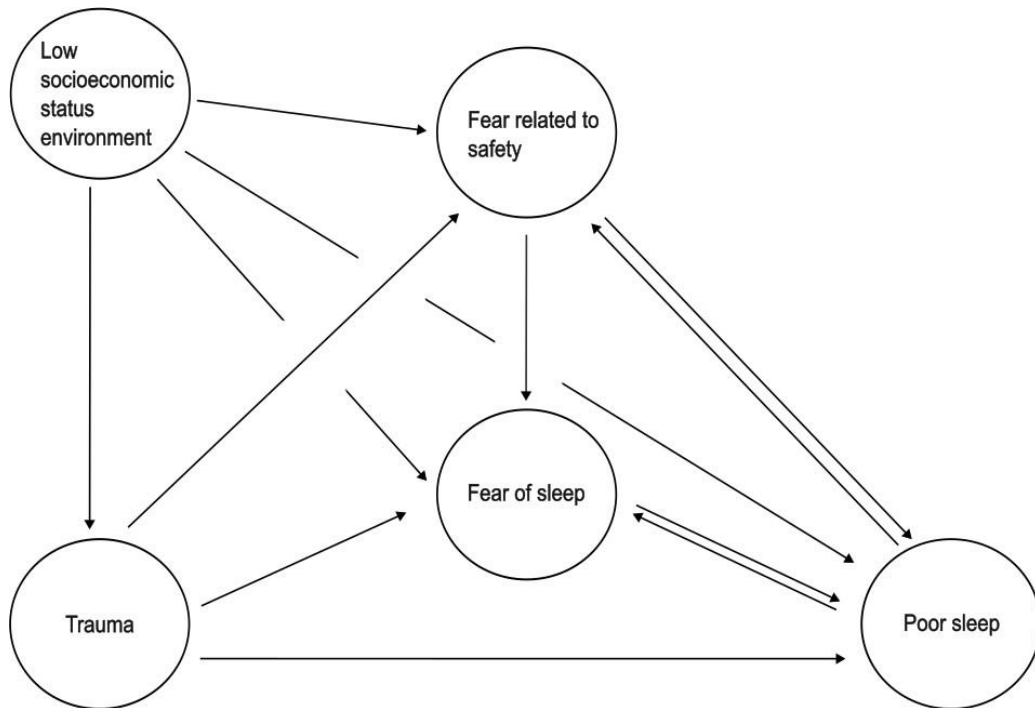 Low
socioeconomic
status
environment
Fear related to
safety
Fear of sleep
Trauma
Poor sleep